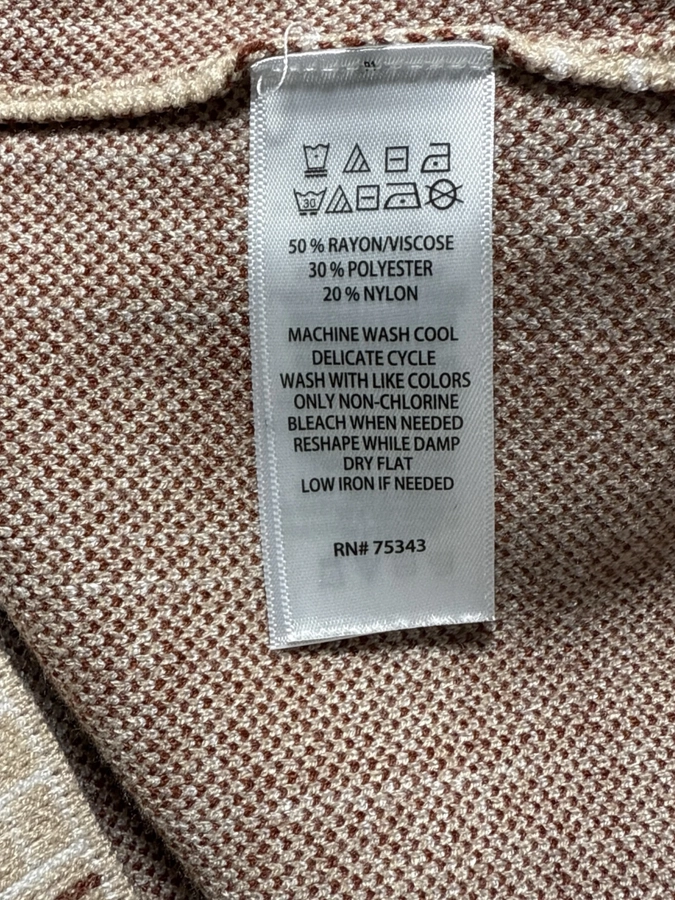 30
50 % RAYON/VISCOSE
30 % POLYESTER
20 % NYLON
MACHINE WASH COOL
DELICATE CYCLE
WASH WITH LIKE COLORS
ONLY NON-CHLORINE
BLEACH WHEN NEEDED
RESHAPE WHILE DAMP
DRY FLAT
LOW IRON IF NEEDED
RN# 75343